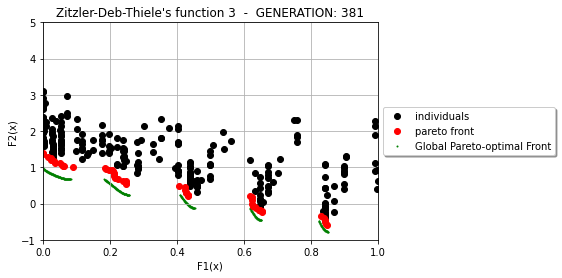 Zitzler-Deb-Thiele's function 3 - GENERATION: 381
5
4
3
2
1
0
−1
F2(x)
0.0 0.2 0.4 0.6 0.8 1.0
F1(x)
individuals
pareto front
Global Pareto-optimal Front